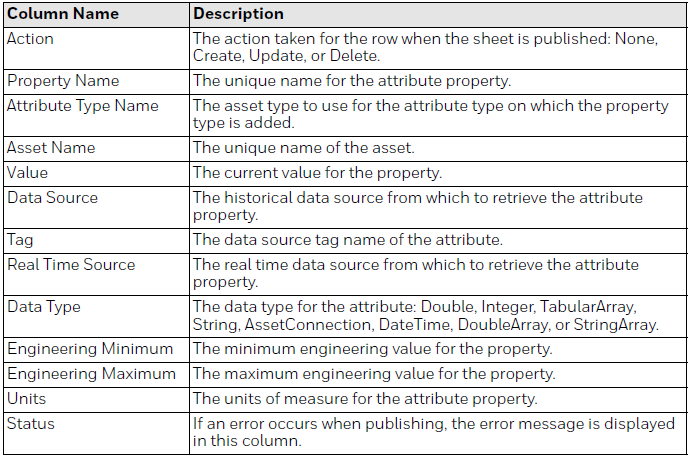 Column Name Description
Action The action taken for the row when the sheet is published: None,
Create, Update, or Delete.
Property Name The unique name for the attribute property.
Attribute Type Name The asset type to use for the attribute type on which the property
type is added.
Asset Name The unique name of the asset.
Value The current value for the property.
Data Source The historical data source from which to retrieve the attribute
property.
Tag The data source tag name of the attribute.
Real Time Source The real time data source from which to retrieve the attribute
property.
Data Type The data type for the attribute: Double, Integer, TabularArray,
String, AssetConnection, DateTime, DoubleArray, or StringArray.
Engineering Minimum The minimum engineering value for the property.
Engineering Maximum The maximum engineering value for the property.
Units The units of measure for the attribute property.
Status If an error occurs when publishing, the error message is displayed
in this column.